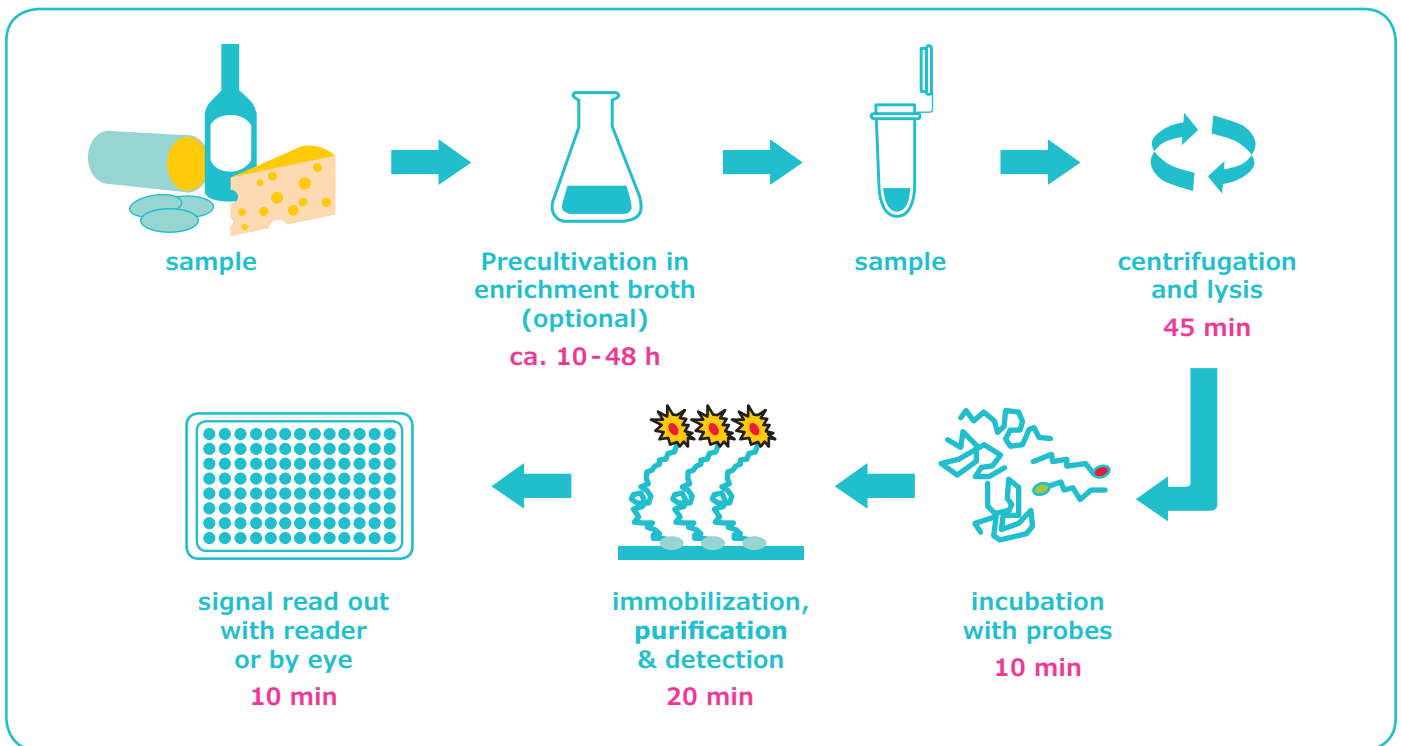 sample
Precultivation in
enrichment broth
(optional)
ca. 10-48 h
sample
centrifugation
and lysis
45 min
signal read out
with reader
or by eye
10 min
immobilization,
purification
& detection
20 min
incubation
with probes
10 min